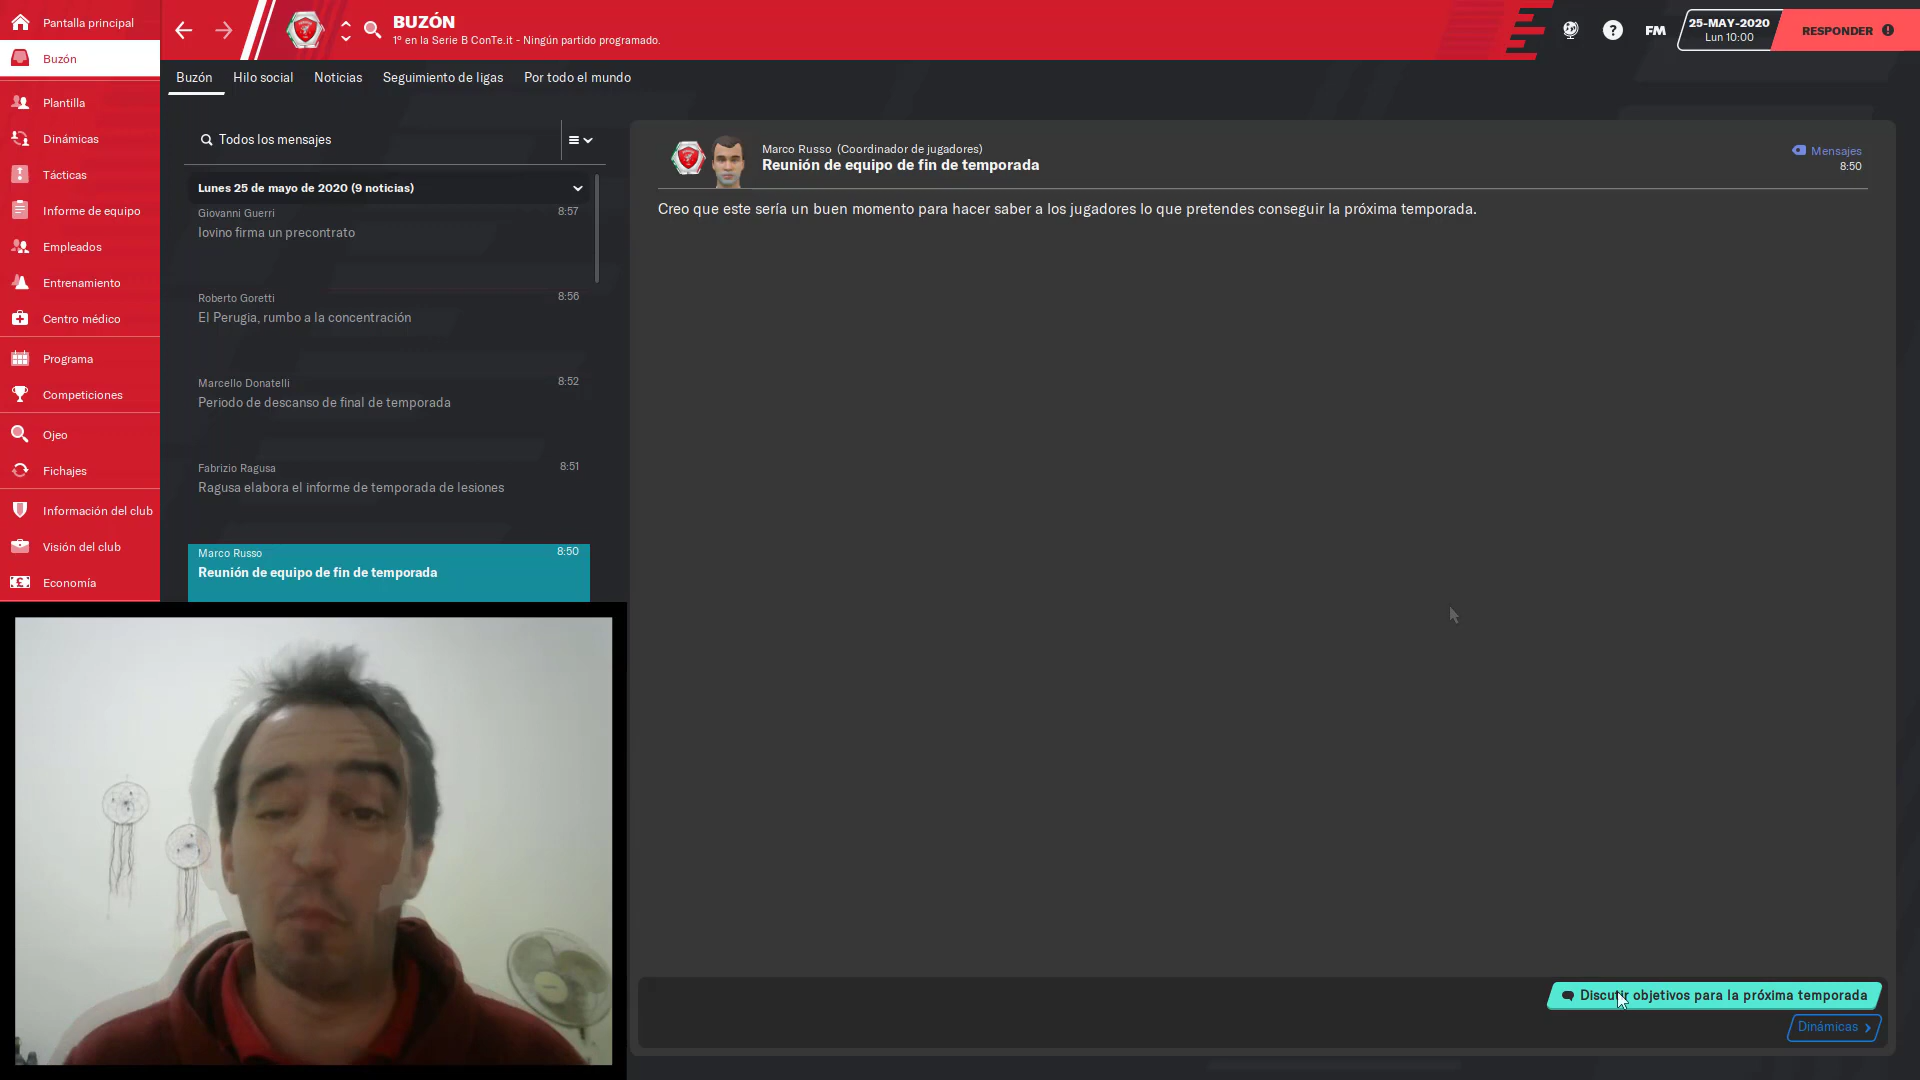 Pantalla principal
Buzón
Plantilla
Dinámicas
Tácticas
Informe de equipo
Empleados
Entrenamiento
Centro médico
Programa
Competiciones
Ojeo
Fichajes
Información del club
Visión del club
Economía
BUZÓN
1º en la Serie B ConTe.it - Ningún partido programado.
FM
25-MAY-2020
Lun 10:00
RESPONDER
Buzón Hilo social Noticias Seguimiento de ligas Por todo el mundo
Todos los mensajes
Lunes 25 de mayo de 2020 (9 noticias)
Giovanni Guerri 8:57
Iovino firma un precontrato
Roberto Goretti 8:56
El Perugia, rumbo a la concentración
Marcello Donatelli 8:52
Periodo de descanso de final de temporada
Fabrizio Ragusa 8:51
Ragusa elabora el informe de temporada de lesiones
Marco Russo 8:50
Reunión de equipo de fin de temporada
Marco Russo (Coordinador de jugadores)
Reunión de equipo de fin de temporada
Mensajes
8:50
Creo que este sería un buen momento para hacer saber a los jugadores lo que pretendes conseguir la próxima temporada.
Discutir objetivos para la próxima temporada
Dinámicas